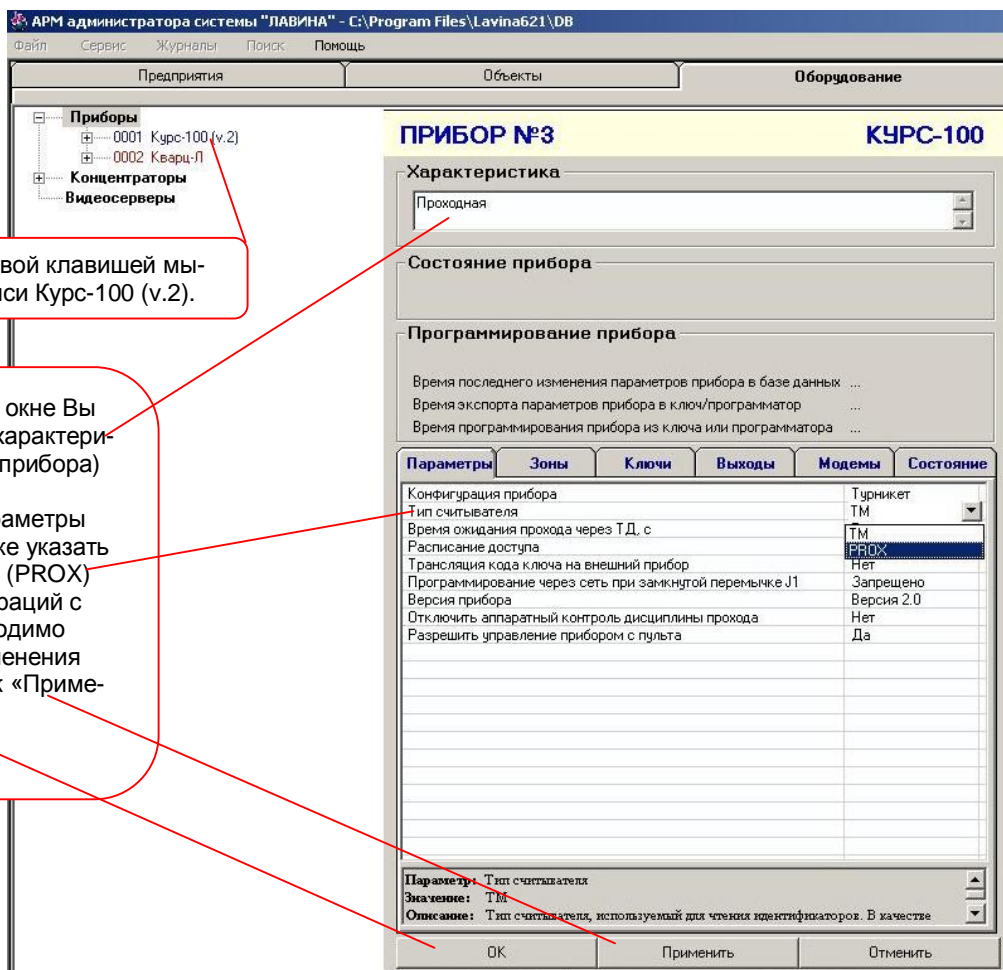 АРМ администратора системы "ЛАВИНА" - C:\Program Files\Lavina621\DB
Файл Сервис Журналы Поиск Помощь
Предприятия Объекты Оборудование
Приборы
0001 Курс-100 (v.2)
0002 Кварц-Л
Концентраторы
Видеосерверы
вой клавишей мы-
иси Курс-100 (v.2).
окне Вы
характери-
прибора)
раметры
же указать
(PROX)
раций с
одимо
менения
к «Приме-
ПРИБОР №3 КУРС-100
Характеристика
Проходная
Состояние прибора
Программирование прибора
Время последнего изменения параметров прибора в базе данных ...
Время экспорта параметров прибора в ключ/программатор ...
Время программирования прибора из ключа или программатора ...
Параметры Зоны Ключи Выходы Модемы Состояние
Конфигурация прибора Турникет
Тип считывателя ТМ
Время ожидания прохода через ТД, с
ТМ
Расписание доступа
PROX
Трансляция кода ключа на внешний прибор Нет
Программирование через сеть при замкнутой перемычке J1 Запрещено
Версия прибора Версия 2.0
Отключить аппаратный контроль дисциплины прохода Нет
Разрешить управление прибором с пульта Да
Параметр: Тип считывателя
Значение: ТМ
Описание: Тип считывателя, используемый для чтения идентификаторов. В качестве
OK Применить Отменить